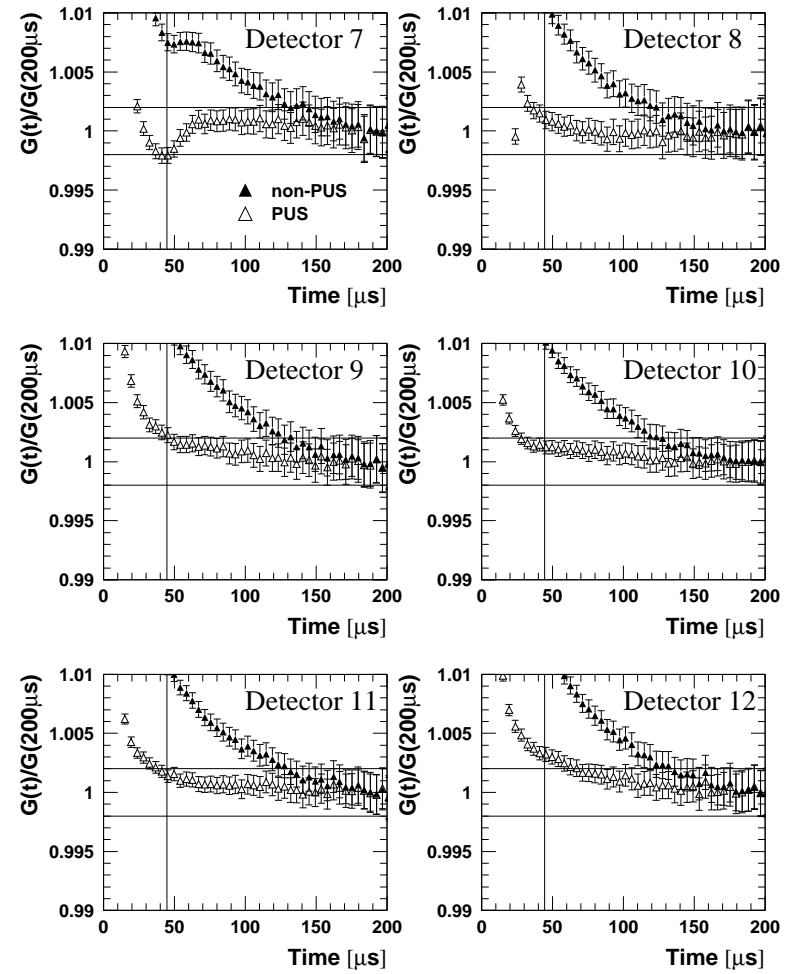 G(t)/G(200μs)
1.01
1.005
1
0.995
0.99
Detector 7
▲ non-PUS
△ PUS
0 50 100 150 200
Time [μs]
G(t)/G(200μs)
1.01
1.005
1
0.995
0.99
Detector 8
0 50 100 150 200
Time [μs]
G(t)/G(200μs)
1.01
1.005
1
0.995
0.99
Detector 9
0 50 100 150 200
Time [μs]
G(t)/G(200μs)
1.01
1.005
1
0.995
0.99
Detector 10
0 50 100 150 200
Time [μs]
G(t)/G(200μs)
1.01
1.005
1
0.995
0.99
Detector 11
0 50 100 150 200
Time [μs]
G(t)/G(200μs)
1.01
1.005
1
0.995
0.99
Detector 12
0 50 100 150 200
Time [μs]